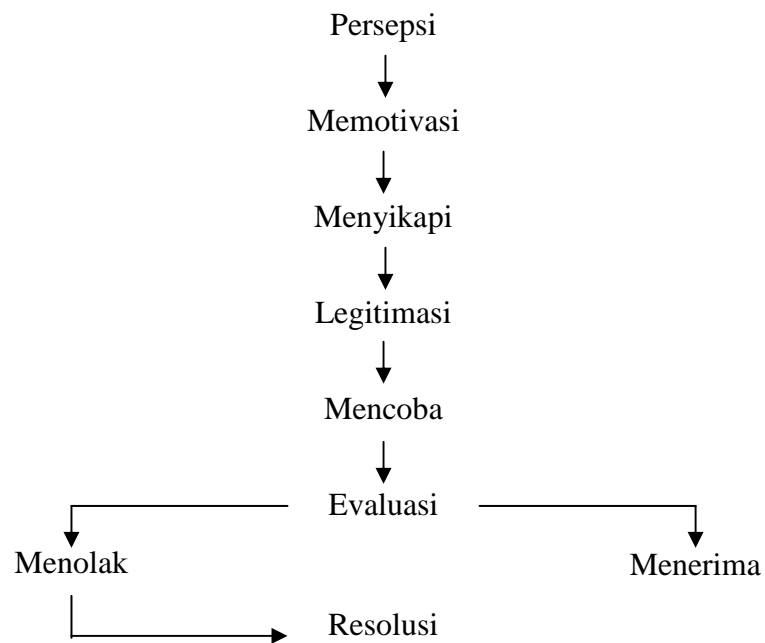 Persepsi
Memotivasi
Menyikapi
Legitimasi
Mencoba
Evaluasi
Menolak
Menerima
Resolusi